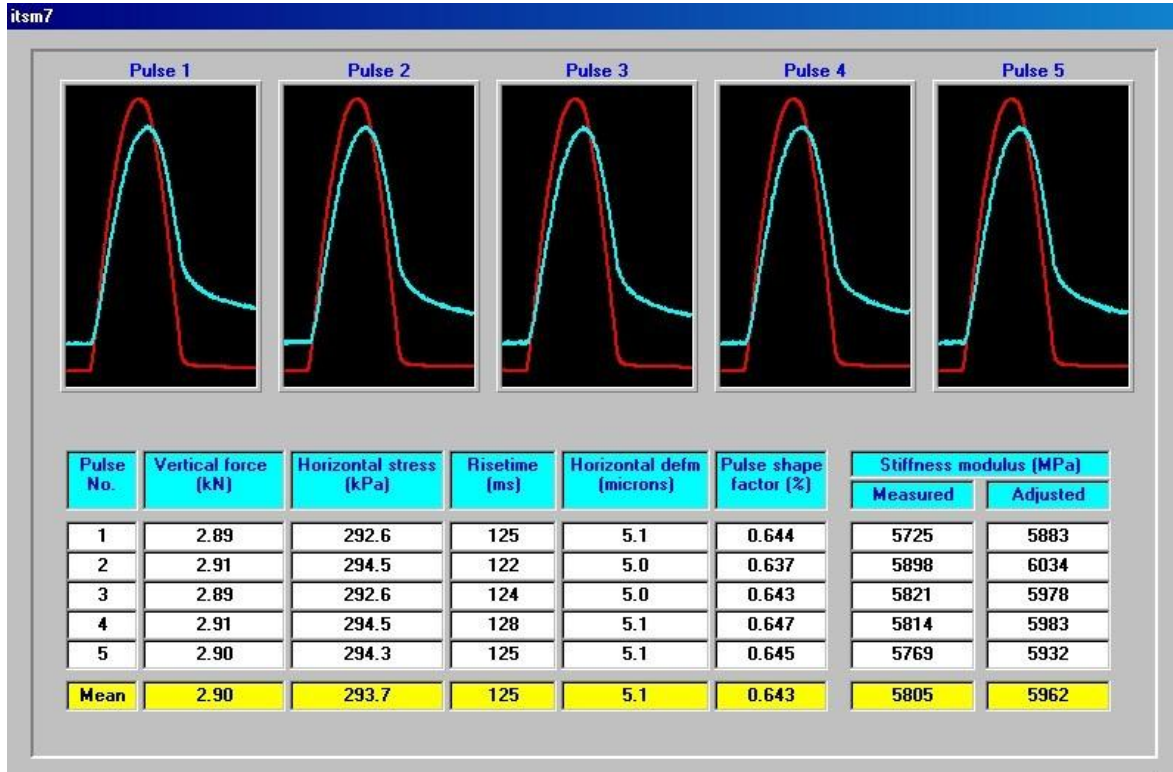 itsm7
Pulse 1 Pulse 2 Pulse 3 Pulse 4 Pulse 5
Pulse No. Vertical force (kN) Horizontal stress (kPa) Risetime (ms) Horizontal defm (microns) Pulse shape factor (%) Stiffness modulus (MPa)
Measured Adjusted
1 2.89 292.6 125 5.1 0.644 5725 5883
2 2.91 294.5 122 5.0 0.637 5898 6034
3 2.89 292.6 124 5.0 0.643 5821 5978
4 2.91 294.5 128 5.1 0.647 5814 5983
5 2.90 294.3 125 5.1 0.645 5769 5932
Mean 2.90 293.7 125 5.1 0.643 5805 5962